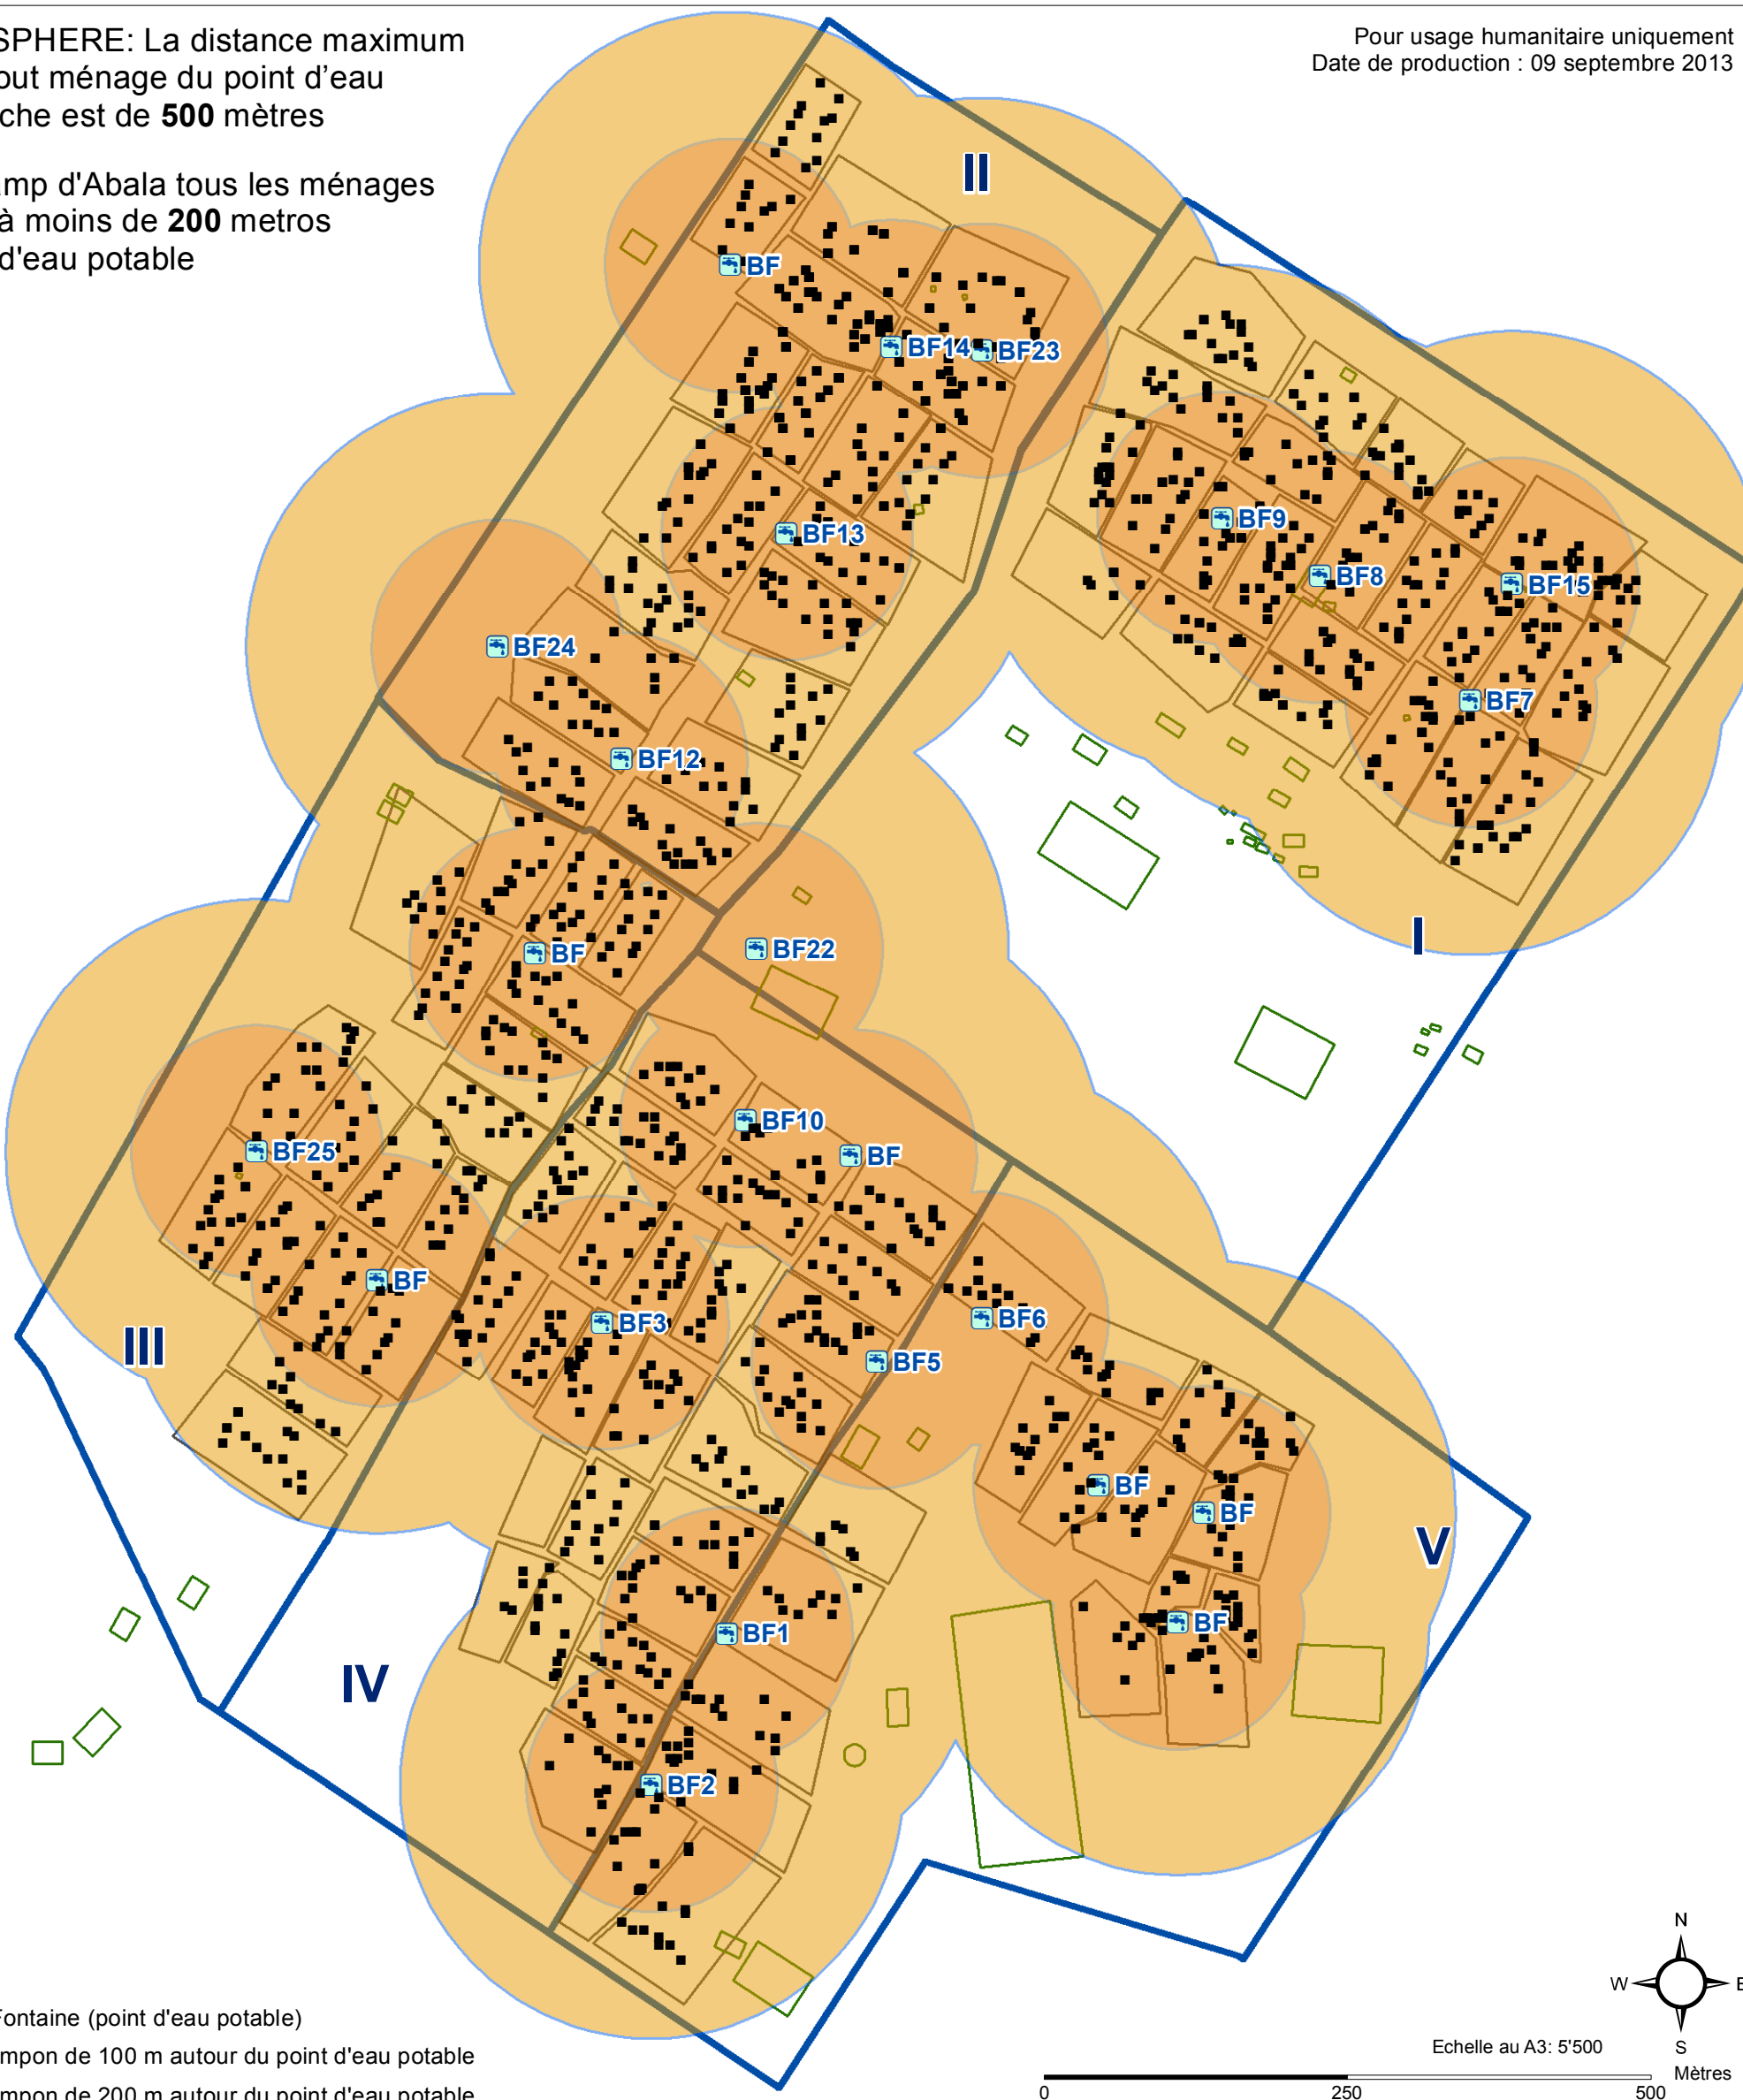 SPHERE: La distance maximum
out ménage du point d'eau
che est de 500 mètres
amp d'Abala tous les ménages
à moins de 200 metros
d'eau potable
Pour usage humanitaire uniquement
Date de production : 09 septembre 2013
II
BF
BF14
BF23
BF9
BF13
BF8
BF15
BF24
BF7
BF12
I
BF22
BF
BF10
BF25
BF
BF
BF3
BF6
III
BF5
BF
BF
V
BF1
BF
IV
BF2
Fontaine (point d'eau potable)
mpon de 100 m autour du point d'eau potable
mpon de 200 m autour du point d'eau potable
N
W
E
S
Echelle au A3: 5'500
Mètres
0 250 500